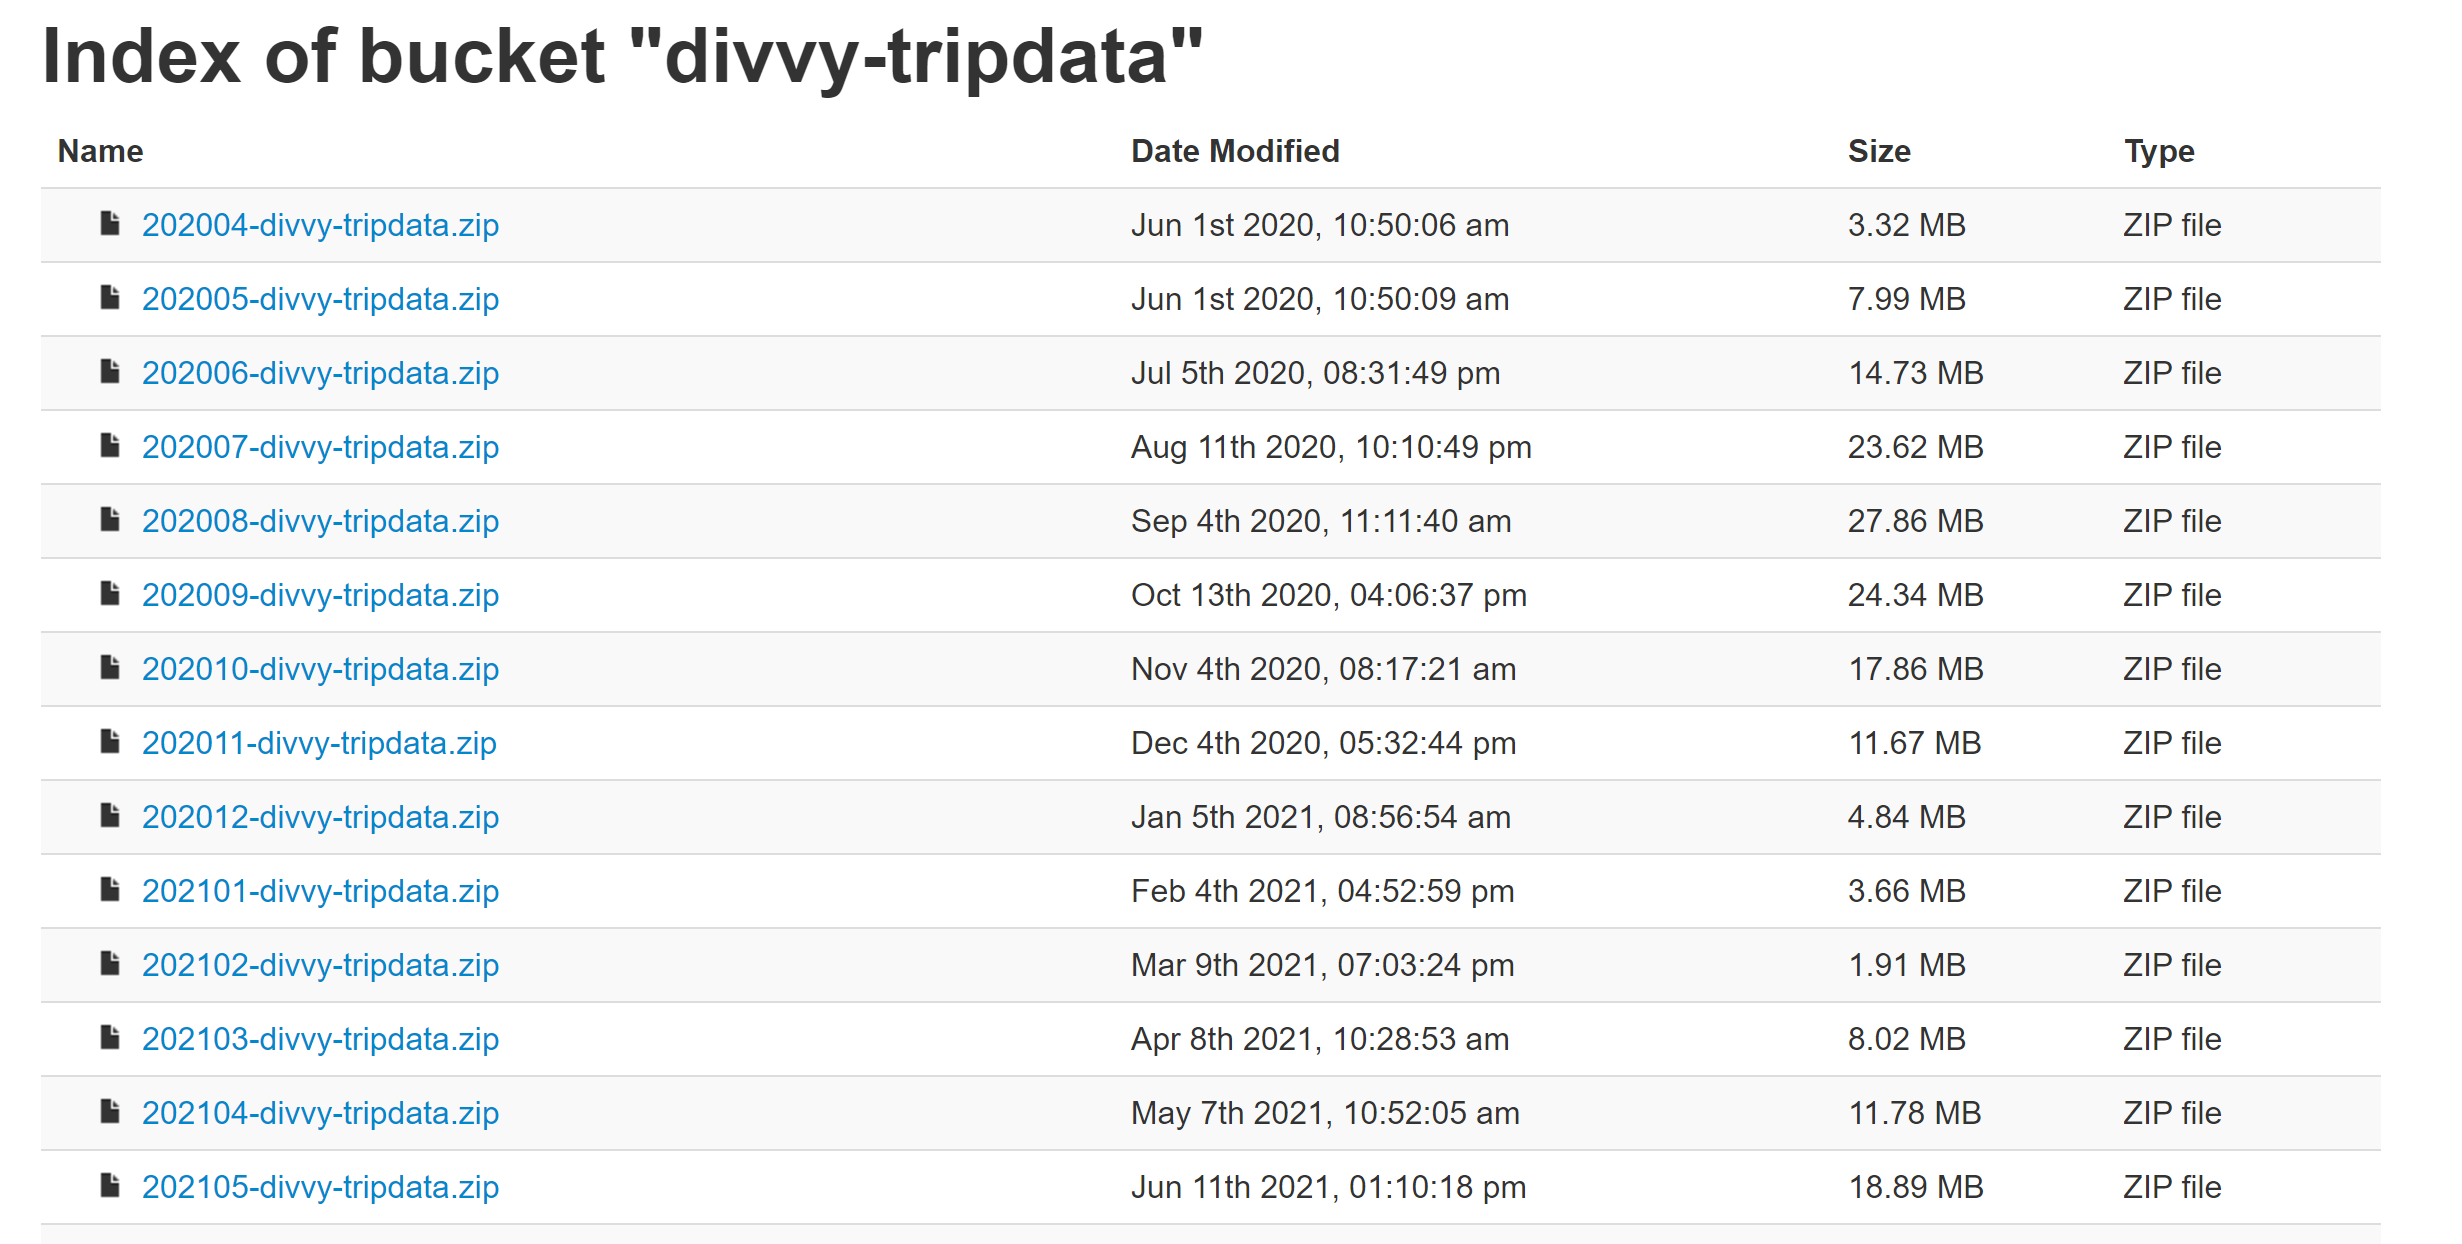 Index of bucket "divvy-tripdata"
Name Date Modified Size Type
202004-divvy-tripdata.zip Jun 1st 2020, 10:50:06 am 3.32 MB ZIP file
202005-divvy-tripdata.zip Jun 1st 2020, 10:50:09 am 7.99 MB ZIP file
202006-divvy-tripdata.zip Jul 5th 2020, 08:31:49 pm 14.73 MB ZIP file
202007-divvy-tripdata.zip Aug 11th 2020, 10:10:49 pm 23.62 MB ZIP file
202008-divvy-tripdata.zip Sep 4th 2020, 11:11:40 am 27.86 MB ZIP file
202009-divvy-tripdata.zip Oct 13th 2020, 04:06:37 pm 24.34 MB ZIP file
202010-divvy-tripdata.zip Nov 4th 2020, 08:17:21 am 17.86 MB ZIP file
202011-divvy-tripdata.zip Dec 4th 2020, 05:32:44 pm 11.67 MB ZIP file
202012-divvy-tripdata.zip Jan 5th 2021, 08:56:54 am 4.84 MB ZIP file
202101-divvy-tripdata.zip Feb 4th 2021, 04:52:59 pm 3.66 MB ZIP file
202102-divvy-tripdata.zip Mar 9th 2021, 07:03:24 pm 1.91 MB ZIP file
202103-divvy-tripdata.zip Apr 8th 2021, 10:28:53 am 8.02 MB ZIP file
202104-divvy-tripdata.zip May 7th 2021, 10:52:05 am 11.78 MB ZIP file
202105-divvy-tripdata.zip Jun 11th 2021, 01:10:18 pm 18.89 MB ZIP file